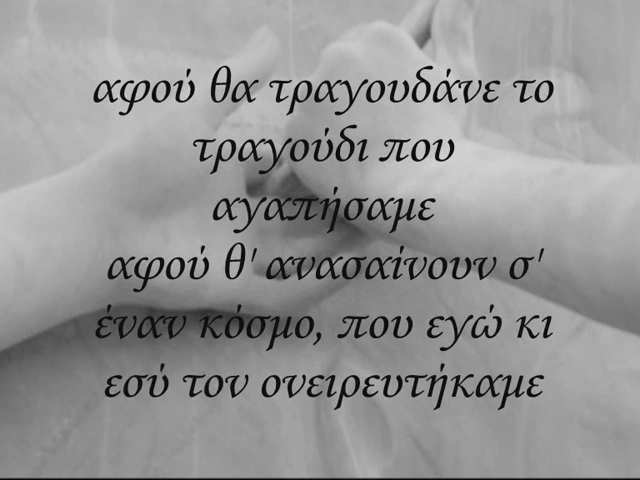 αφού θα τραγουδάνε το
τραγούδι που
αγαπήσαμε
αφού θ' ανασαίνουν σ'
έναν κόσμο, που εγώ κι
εσύ τον ονειρευτήκαμε